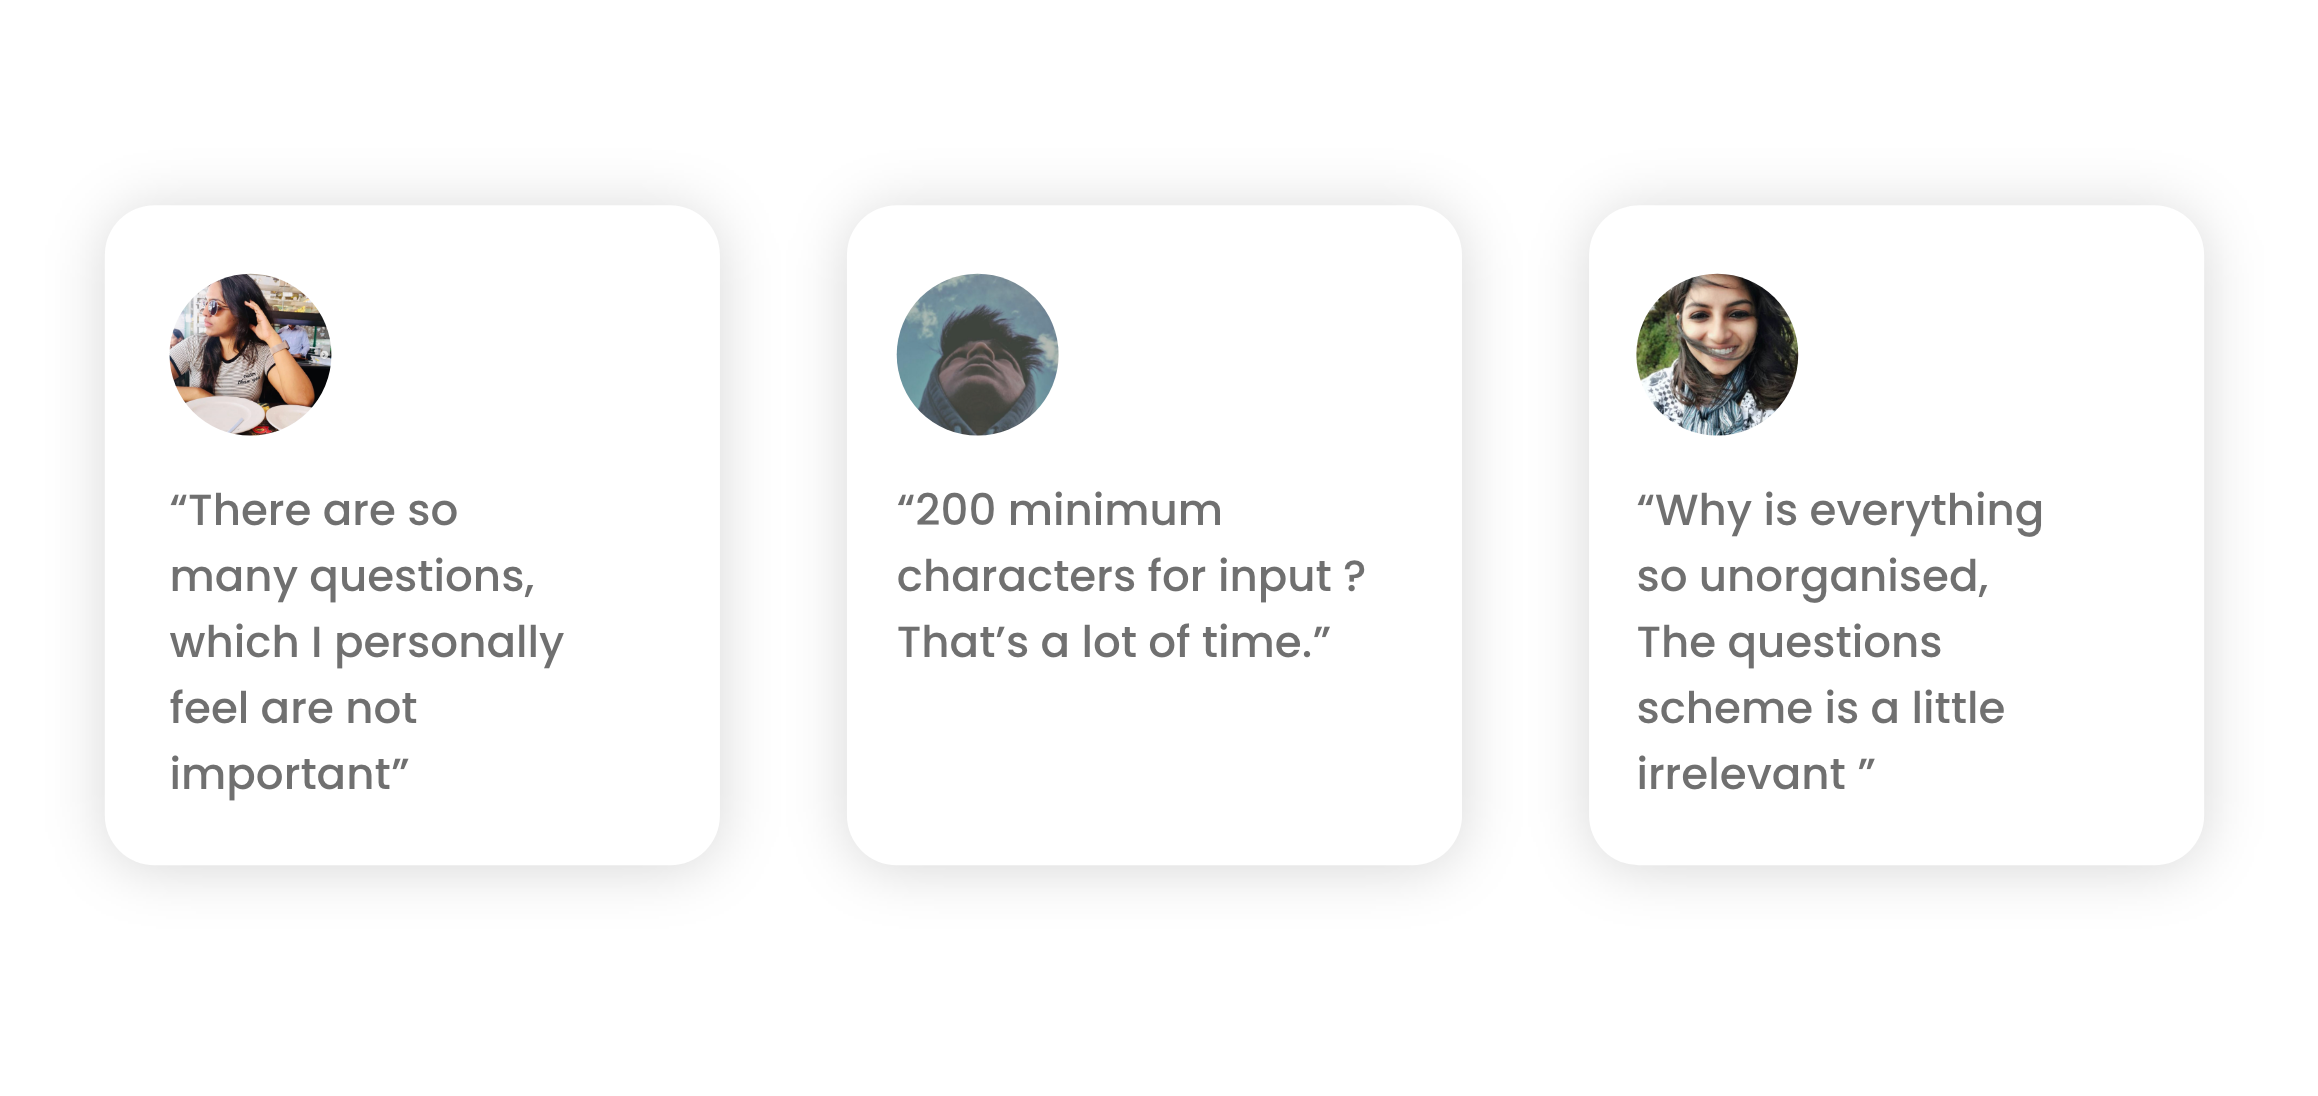 “There are so
many questions,
which I personally
feel are not
important”
“200 minimum
characters for input ?
That’s a lot of time.”
“Why is everything
so unorganised,
The questions
scheme is a little
irrelevant ”